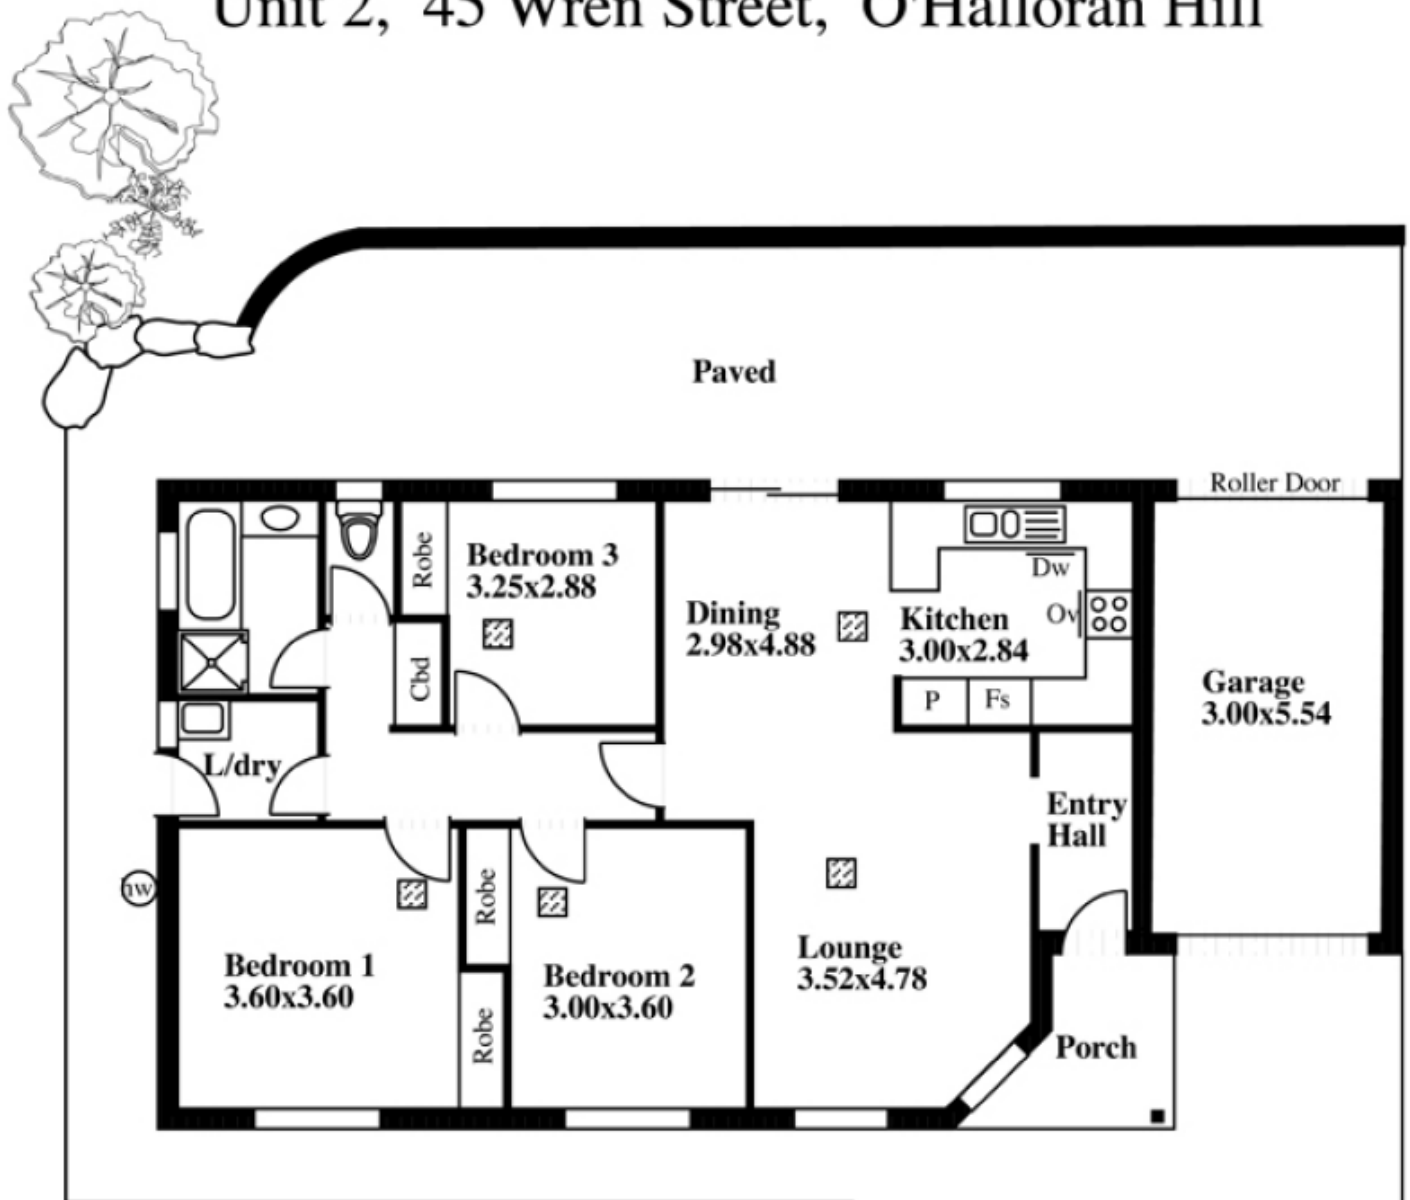 Unit 2, 45 Wren Street, O'Halloran Hill
Paved
Roller Door
Robe
Bedroom 3
3.25x2.88
Dw
Dining
2.98x4.88
Kitchen
3.00x2.84
Ov
Cbd
P
Fs
Garage
3.00x5.54
L/dry
Entry
Hall
hw
Robe
Bedroom 1
3.60x3.60
Bedroom 2
3.00x3.60
Lounge
3.52x4.78
Robe
Porch